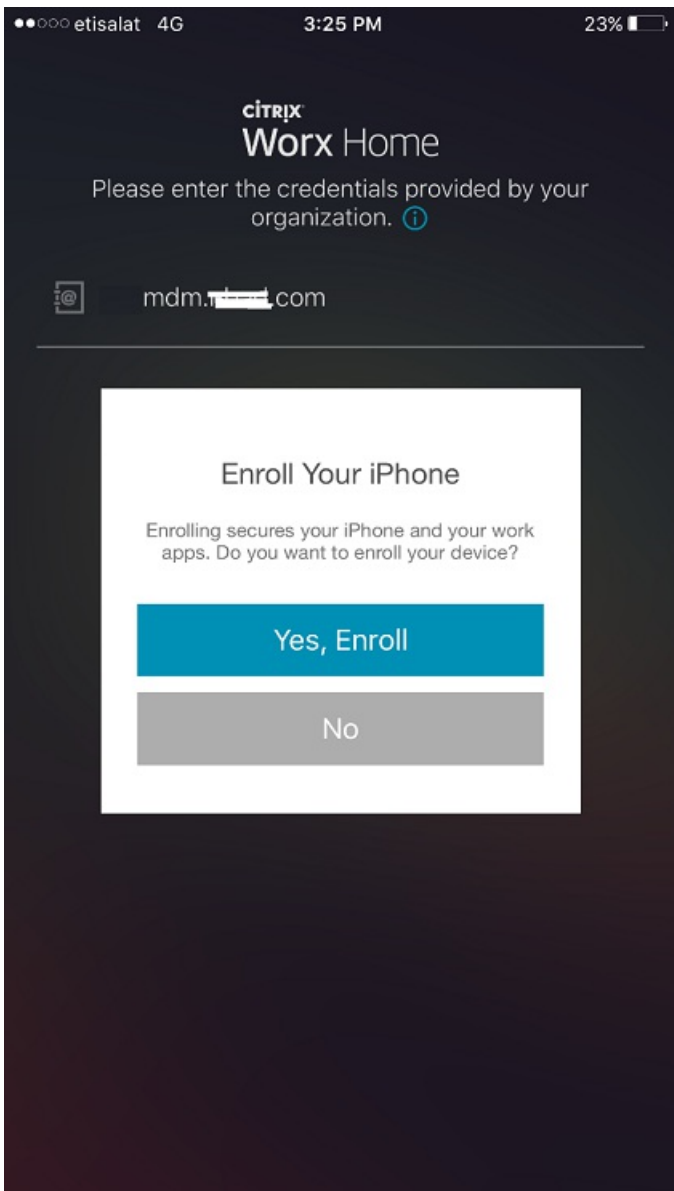 etisalat 4G 3:25 PM 23%
CİTRIX
Worx Home
Please enter the credentials provided by your
organization.
mdm. .com
Enroll Your iPhone
Enrolling secures your iPhone and your work
apps. Do you want to enroll your device?
Yes, Enroll
No